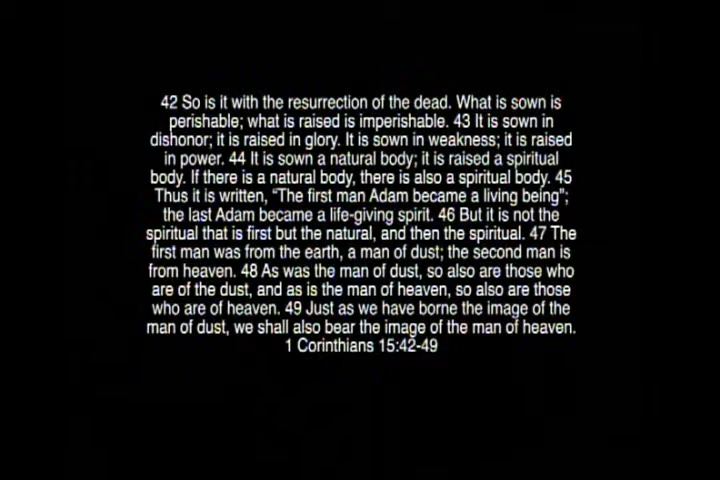 42 So is it with the resurrection of the dead. What is sown is
perishable; what is raised is imperishable. 43 It is sown in
dishonor; it is raised in glory. It is sown in weakness; it is raised
in power. 44 It is sown a natural body; it is raised a spiritual
body. If there is a natural body, there is also a spiritual body. 45
Thus it is written, “The first man Adam became a living being”;
the last Adam became a life-giving spirit. 46 But it is not the
spiritual that is first but the natural, and then the spiritual. 47 The
first man was from the earth, a man of dust; the second man is
from heaven. 48 As was the man of dust, so also are those who
are of the dust, and as is the man of heaven, so also are those
who are of heaven. 49 Just as we have borne the image of the
man of dust, we shall also bear the image of the man of heaven.
1 Corinthians 15:42-49